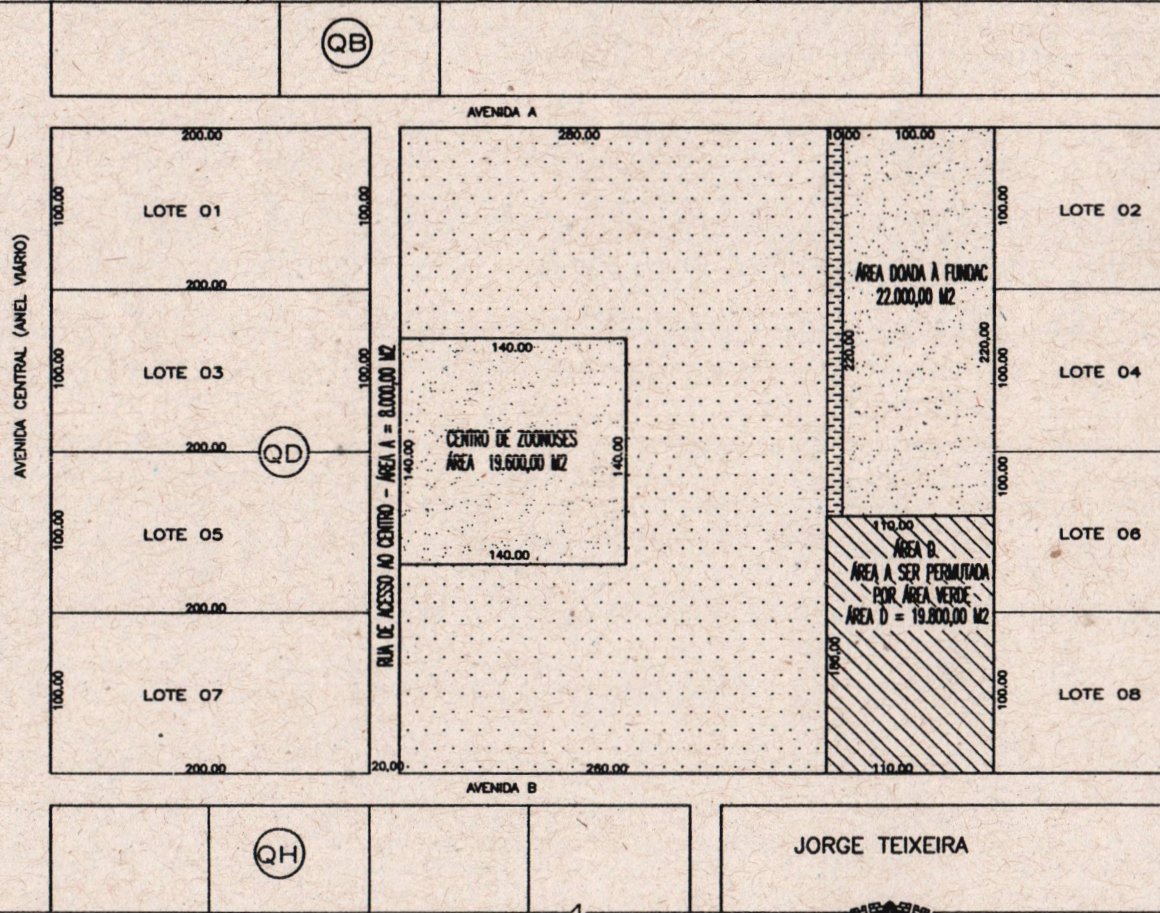 QB
AVENIDA A
200.00
280.00
10.00
100.00
100.00
LOTE 01
100.00
100.00
LOTE 02
200.00
ÁREA DOADA À FUNDAC
22.000,00 M2
AVENIDA CENTRAL (ANEL VIÁRIO)
100.00
LOTE 03
100.00
140.00
220,00
220,00
100.00
LOTE 04
RUA DE ACESSO AO CENTRO - ÁREA A = 8.000,00 M2
200.00
QD
140.00
CENTRO DE ZOONOSES
ÁREA 19.600,00 M2
140.00
100.00
100.00
LOTE 05
140.00
110,00
ÁREA D
ÁREA A SER PERMUTADA
POR ÁREA VERDE
ÁREA D = 19.800,00 M2
LOTE 06
200.00
100.00
LOTE 07
180,00
100.00
LOTE 08
200.00
20,00
260.00
110.00
AVENIDA B
QH
JORGE TEIXEIRA